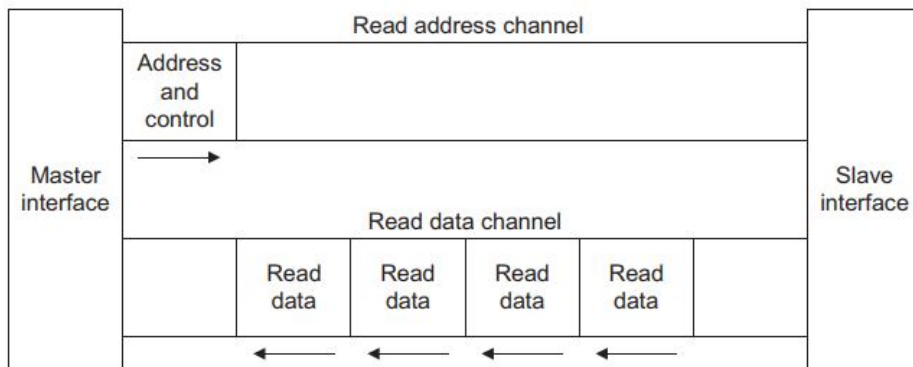 Read address channel
Address
and
control
Master
interface
Slave
interface
Read data channel
Read
data
Read
data
Read
data
Read
data